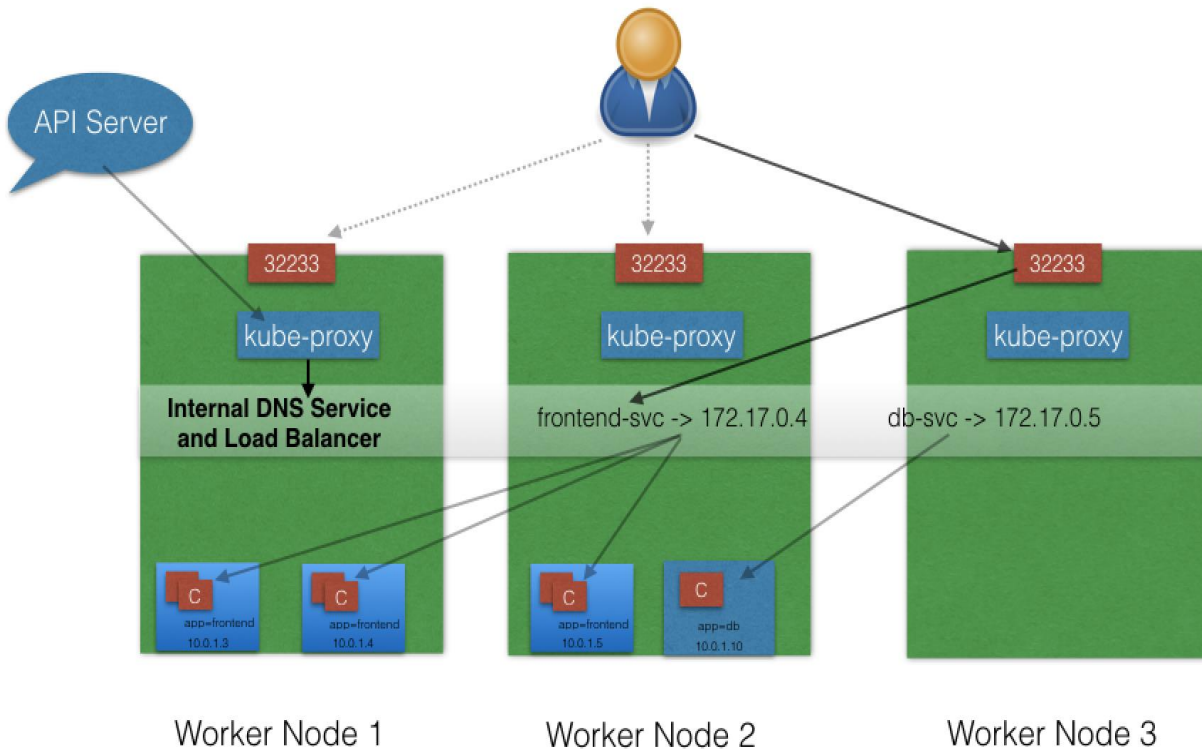 API Server
32233
32233
32233
kube-proxy
kube-proxy
kube-proxy
Internal DNS Service
and Load Balancer
frontend-svc -> 172.17.0.4
db-svc -> 172.17.0.5
C
app=frontend
10.0.1.3
C
app=frontend
10.0.1.4
C
app=frontend
10.0.1.5
C
app=db
10.0.1.10
Worker Node 1
Worker Node 2
Worker Node 3